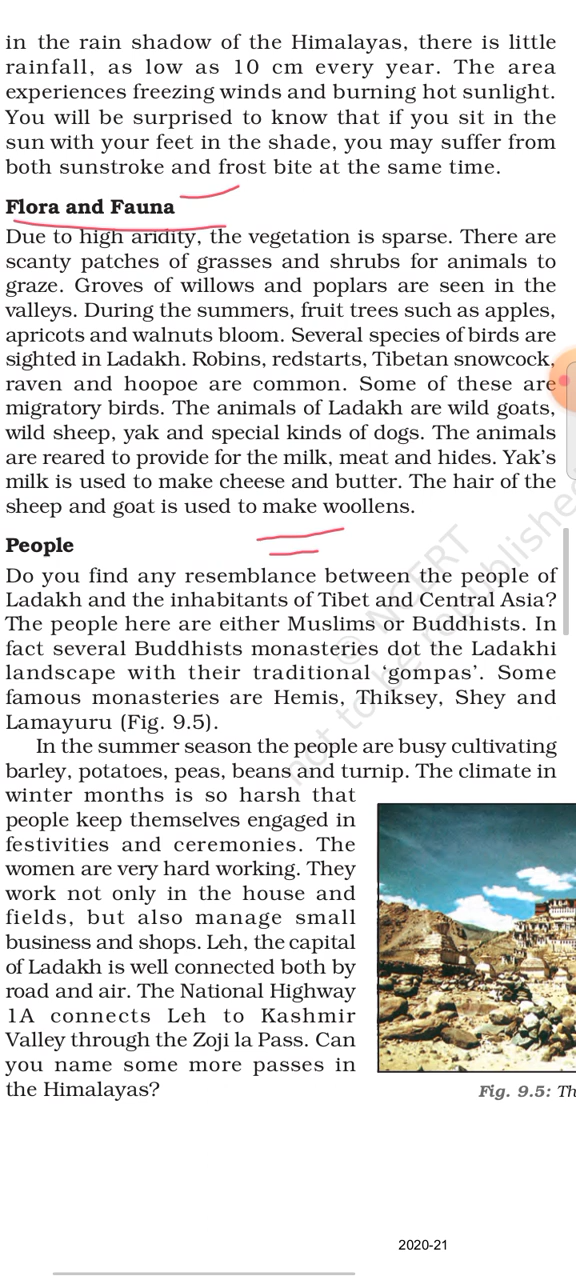 in the rain shadow of the Himalayas, there is little
rainfall, as low as 10 cm every year. The area
experiences freezing winds and burning hot sunlight.
You will be surprised to know that if you sit in the
sun with your feet in the shade, you may suffer from
both sunstroke and frost bite at the same time.
Flora and Fauna
Due to high aridity, the vegetation is sparse. There are
scanty patches of grasses and shrubs for animals to
graze. Groves of willows and poplars are seen in the
valleys. During the summers, fruit trees such as apples,
apricots and walnuts bloom. Several species of birds are
sighted in Ladakh. Robins, redstarts, Tibetan snowcock,
raven and hoopoe are common. Some of these are
migratory birds. The animals of Ladakh are wild goats,
wild sheep, yak and special kinds of dogs. The animals
are reared to provide for the milk, meat and hides. Yak's
milk is used to make cheese and butter. The hair of the
sheep and goat is used to make woollens.
People
Do you find any resemblance between the people of
Ladakh and the inhabitants of Tibet and Central Asia?
The people here are either Muslims or Buddhists. In
fact several Buddhists monasteries dot the Ladakhi
landscape with their traditional 'gompas'. Some
famous monasteries are Hemis, Thiksey, Shey and
Lamayuru (Fig. 9.5).
In the summer season the people are busy cultivating
barley, potatoes, peas, beans and turnip. The climate in
winter months is so harsh that
people keep themselves engaged in
festivities and ceremonies. The
women are very hard working. They
work not only in the house and
fields, but also manage small
business and shops. Leh, the capital
of Ladakh is well connected both by
road and air. The National Highway
1A connects Leh to Kashmir
Valley through the Zoji la Pass. Can
you name some more passes in
the Himalayas?
Fig. 9.5: Th
© NCERT
not to be republished
2020-21